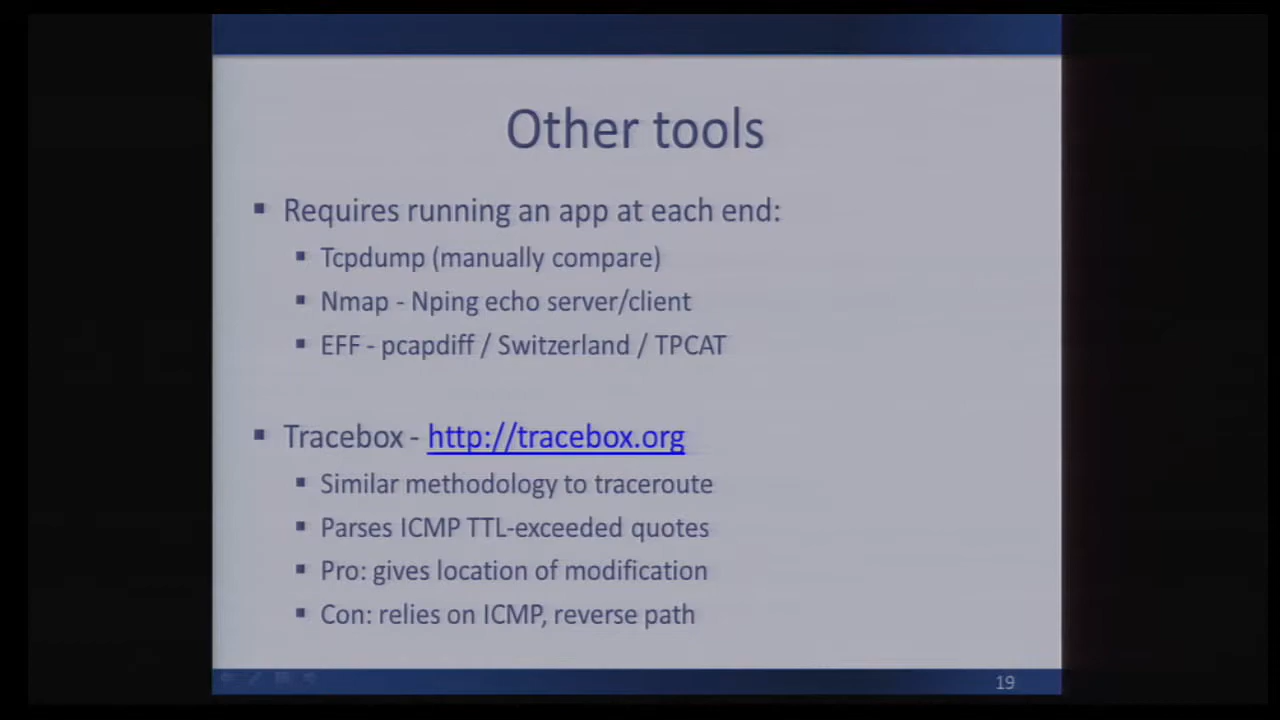 Other tools
▪ Requires running an app at each end:
▪ Tcpdump (manually compare)
▪ Nmap - Nping echo server/client
▪ EFF - pcapdiff / Switzerland / TPCAT
▪ Tracebox - http://tracebox.org
▪ Similar methodology to traceroute
▪ Parses ICMP TTL-exceeded quotes
▪ Pro: gives location of modification
▪ Con: relies on ICMP, reverse path
19